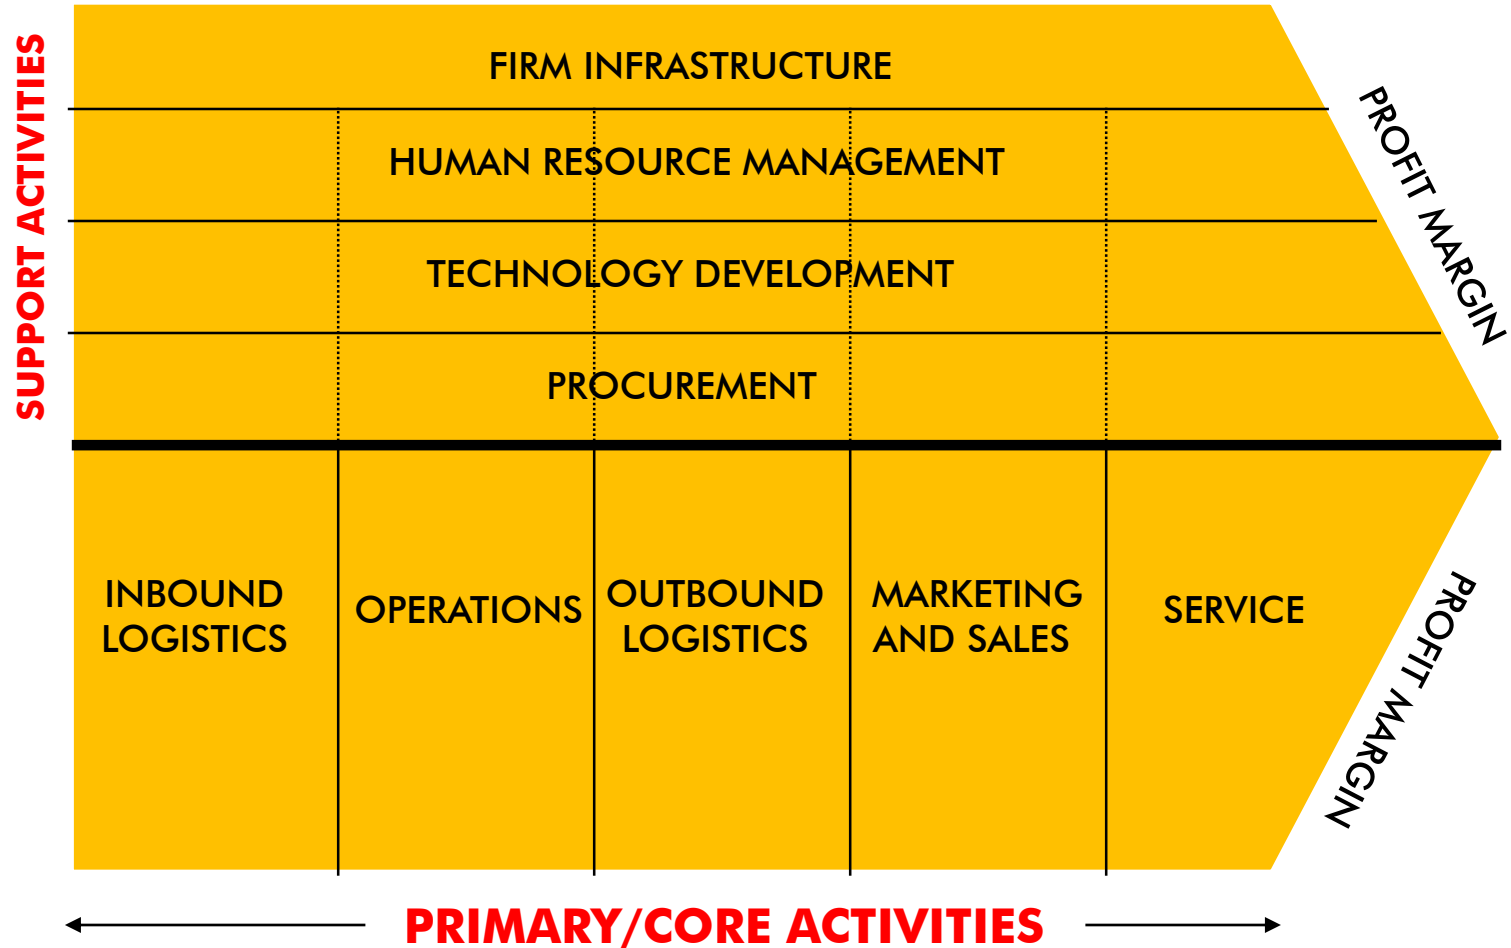 SUPPORT ACTIVITIES
FIRM INFRASTRUCTURE
HUMAN RESOURCE MANAGEMENT
TECHNOLOGY DEVELOPMENT
PROCUREMENT
PROFIT MARGIN
INBOUND
LOGISTICS
OPERATIONS
OUTBOUND
LOGISTICS
MARKETING
AND SALES
SERVICE
PROFIT MARGIN
PRIMARY/CORE ACTIVITIES